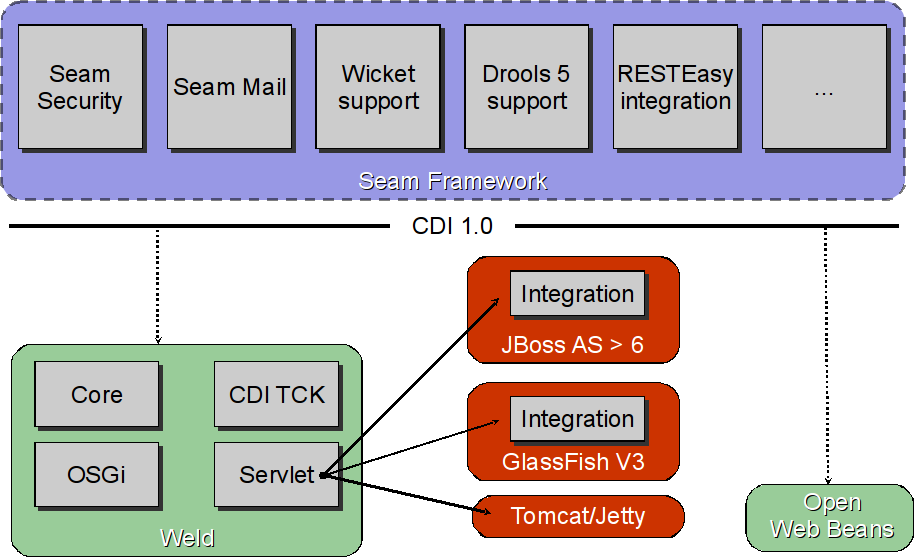 Seam
Security
Seam Mail
Wicket
support
Drools 5
support
RESTEasy
integration
...
Seam Framework
CDI 1.0
Integration
JBoss AS > 6
Core
CDI TCK
OSGi
Servlet
Weld
Integration
GlassFish V3
Tomcat/Jetty
Open
Web Beans